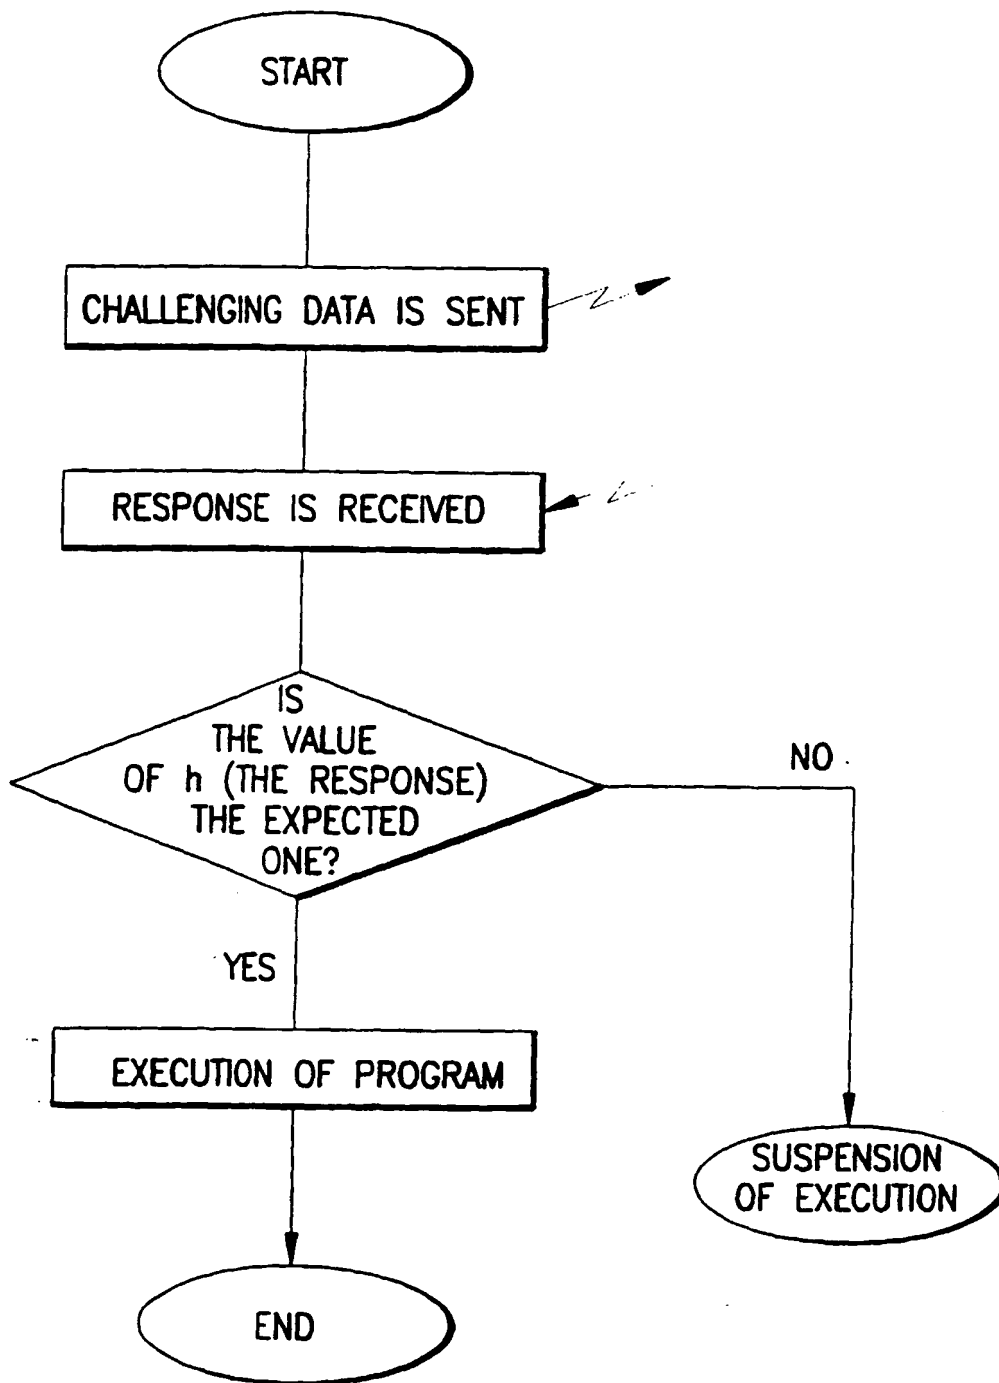 START
CHALLENGING DATA IS SENT
RESPONSE IS RECEIVED
IS
THE VALUE
OF h (THE RESPONSE)
THE EXPECTED
ONE?
NO
YES
EXECUTION OF PROGRAM
SUSPENSION
OF EXECUTION
END